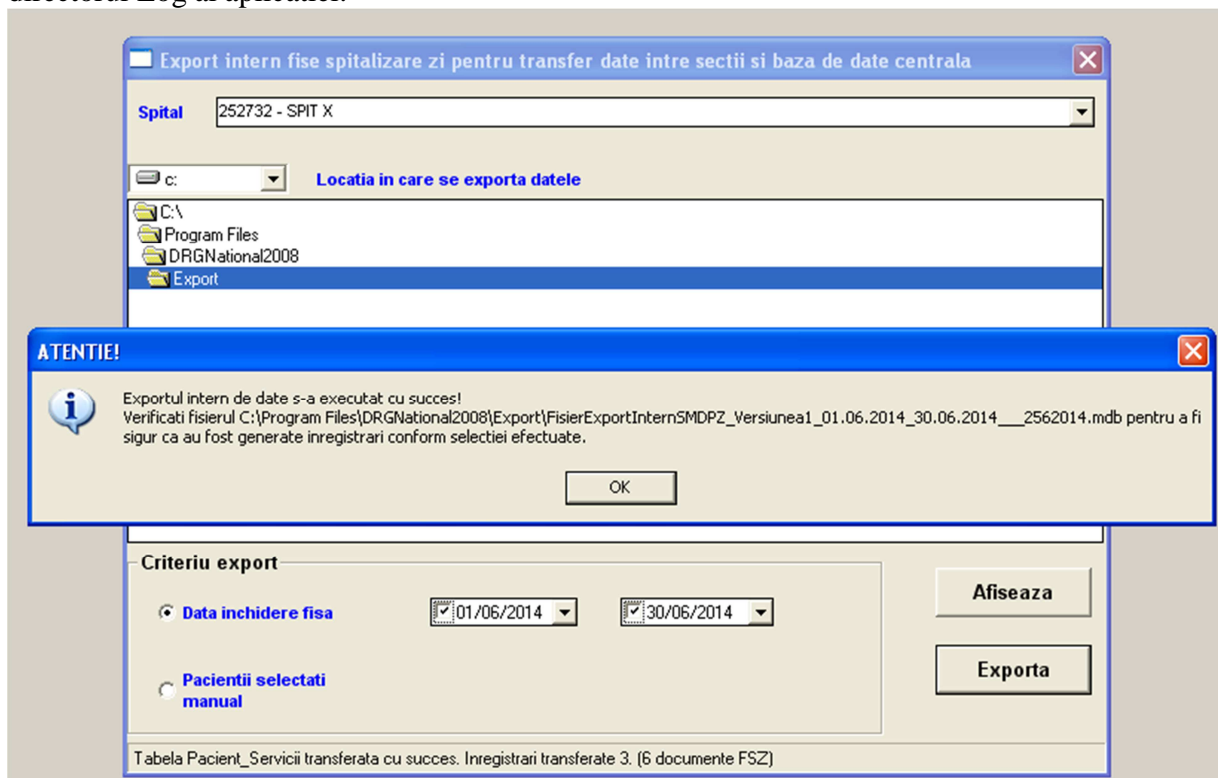 directorul Log al aplicatiei.
Export intern fise spitalizare zi pentru transfer date intre sectii si baza de date centrala
Spital 252732 - SPIT X
c: Locatia in care se exporta datele
C:\
Program Files
DRGNational2008
Export
ATENTIE!
Exportul intern de date s-a executat cu succes!
Verificati fisierul C:\Program Files\DRGNational2008\Export\FisierExportInternSMDPZ_Versiunea1_01.06.2014_30.06.2014___2562014.mdb pentru a fi
sigur ca au fost generate inregistrari conform selectiei efectuate.
OK
Criteriu export
Data inchidere fisa 01/06/2014 30/06/2014
Afiseaza
Pacientii selectati
manual
Exporta
Tabela Pacient_Servicii transferata cu succes. Inregistrari transferate 3. (6 documente FSZ)